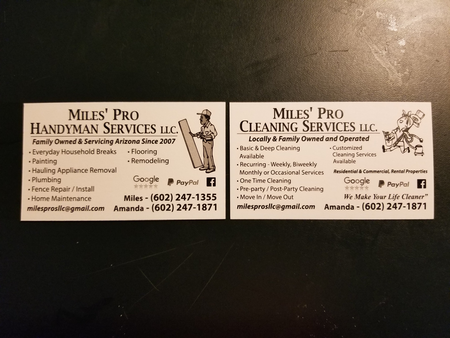 MILES' PRO
HANDYMAN SERVICES LLC.
Family Owned & Servicing Arizona Since 2007
• Everyday Household Breaks
• Painting
• Hauling Appliance Removal
• Plumbing
• Fence Repair / Install
• Home Maintenance
• Flooring
• Remodeling
Google
PayPal
f
Miles - (602) 247-1355
milesprosllc@gmail.com
Amanda - (602) 247-1871
MILES' PRO
CLEANING SERVICES LLC.
Locally & Family Owned and Operated
• Basic & Deep Cleaning
Available
• Recurring - Weekly, Biweekly
Monthly or Occasional Services
• One Time Cleaning
• Pre-party / Post-Party Cleaning
• Move In / Move Out
• Customized
Cleaning Services
Available
Residential & Commercial, Rental Properties
Google
PayPal
f
We Make Your Life Cleaner"
milesprosllc@gmail.com
Amanda - (602) 247-1871